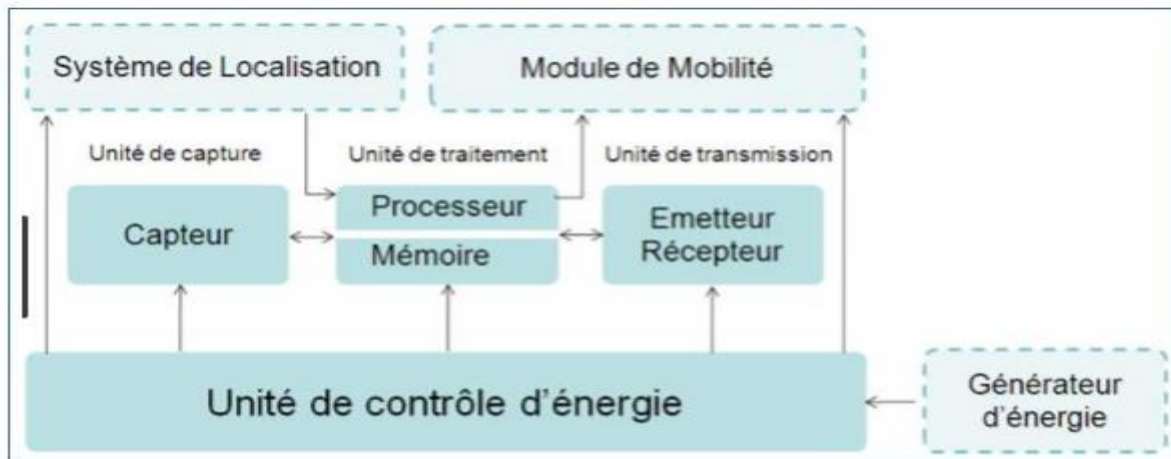 Système de Localisation
Module de Mobilité
Unité de capture
Unité de traitement
Unité de transmission
Capteur
Processeur
Mémoire
Emetteur
Récepteur
Unité de contrôle d'énergie
Générateur
d'énergie